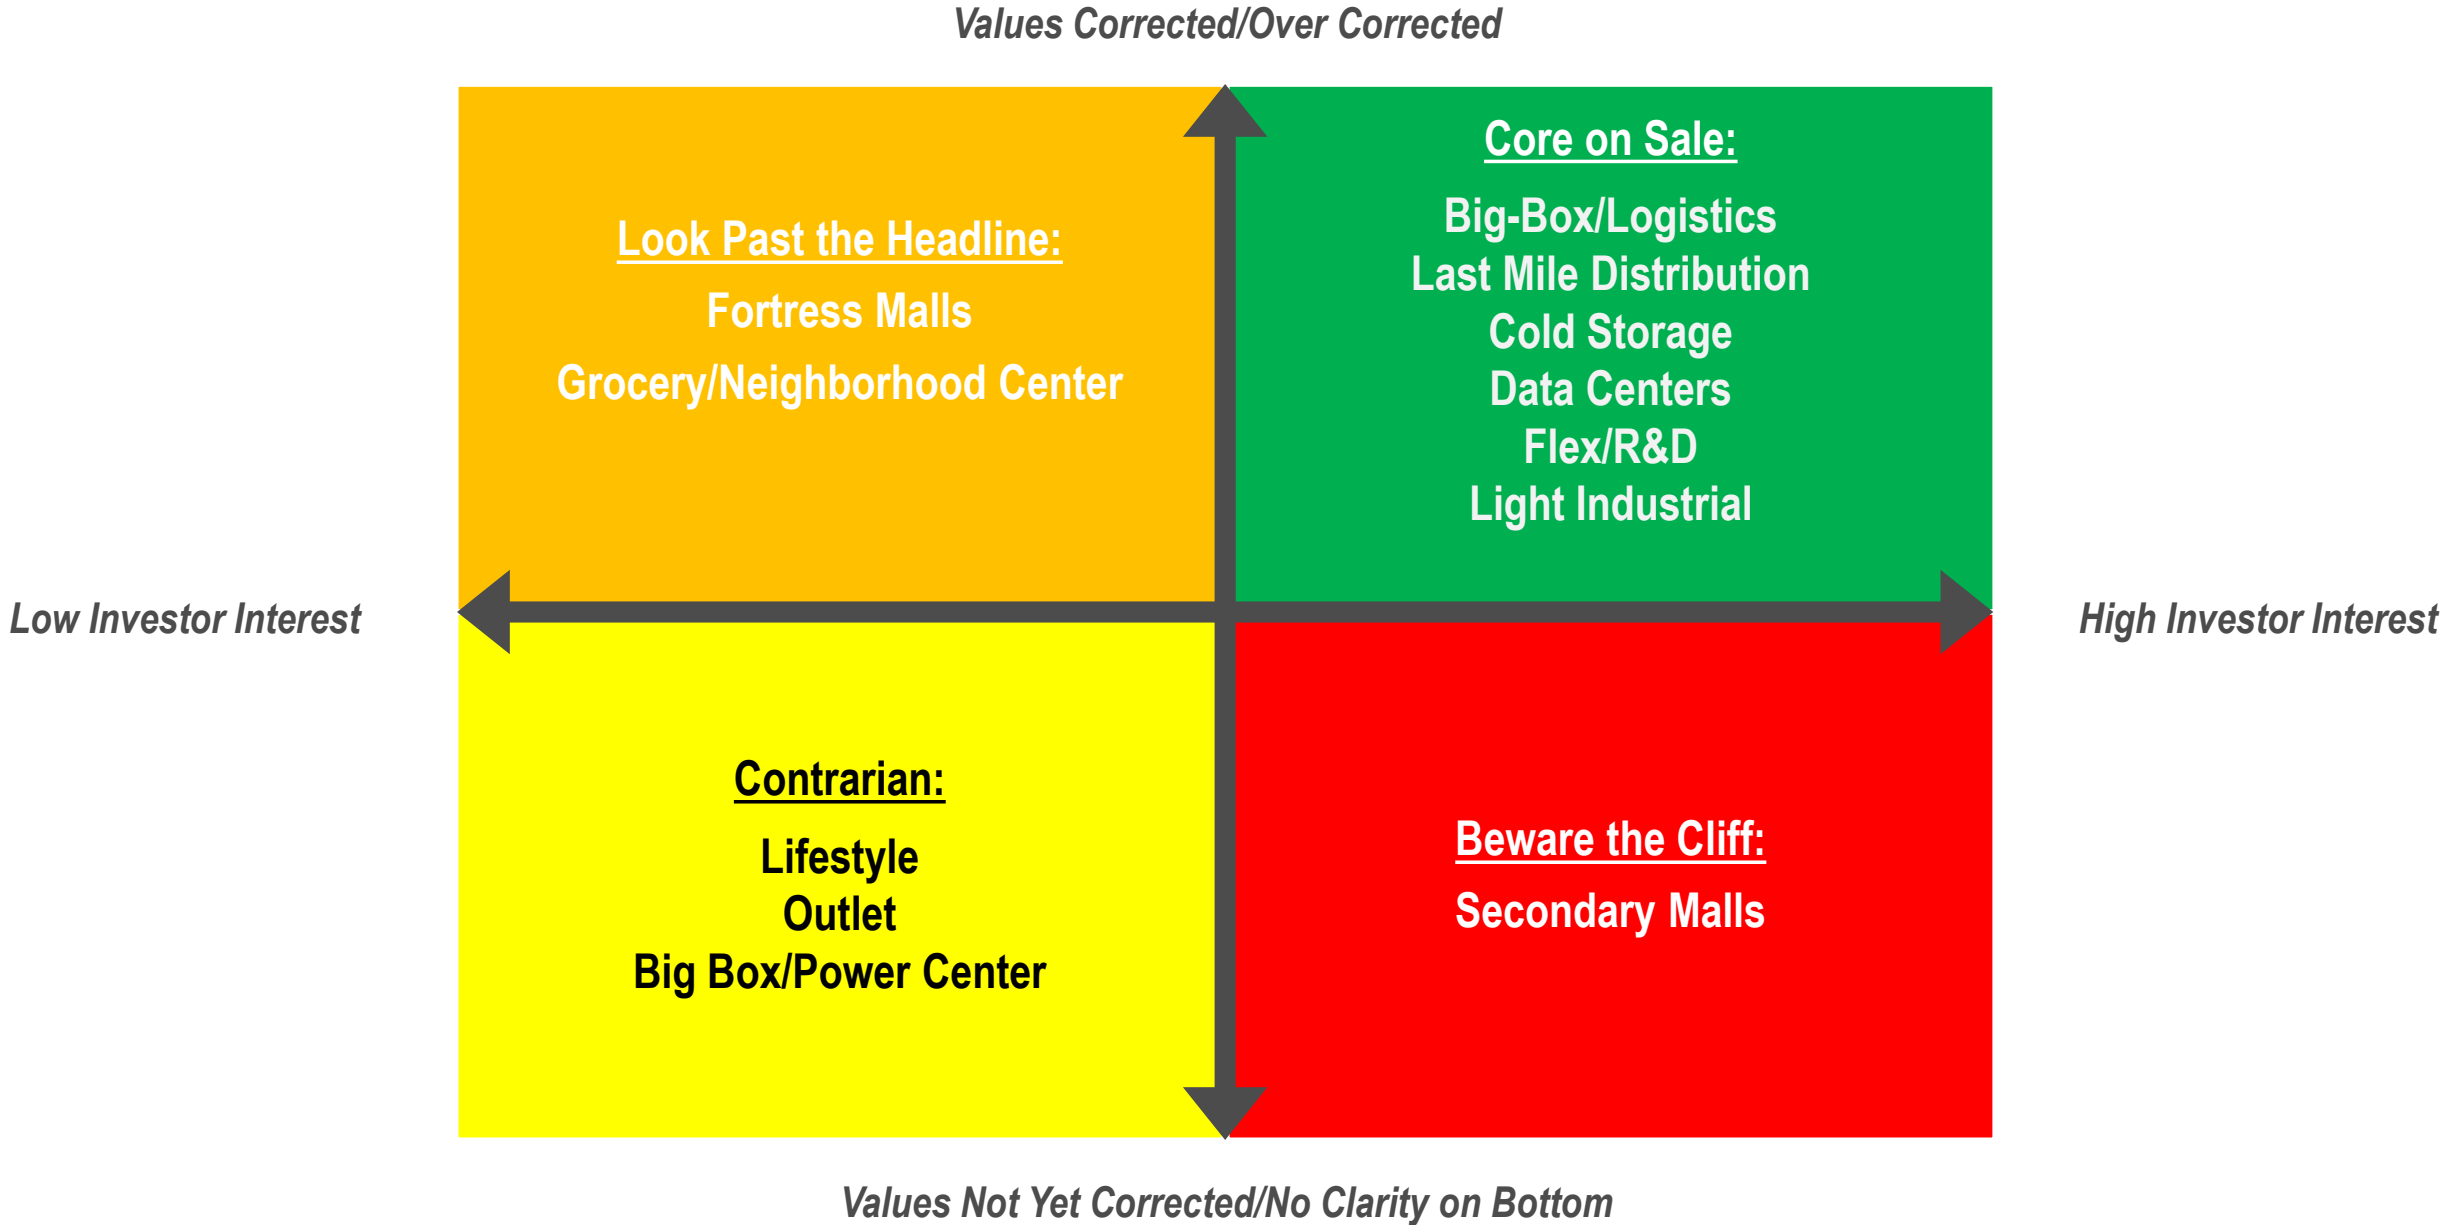 Values Corrected/Over Corrected
Look Past the Headline:
Fortress Malls
Grocery/Neighborhood Center
Core on Sale:
Big-Box/Logistics
Last Mile Distribution
Cold Storage
Data Centers
Flex/R&D
Light Industrial
Low Investor Interest
High Investor Interest
Contrarian:
Lifestyle
Outlet
Big Box/Power Center
Beware the Cliff:
Secondary Malls
Values Not Yet Corrected/No Clarity on Bottom